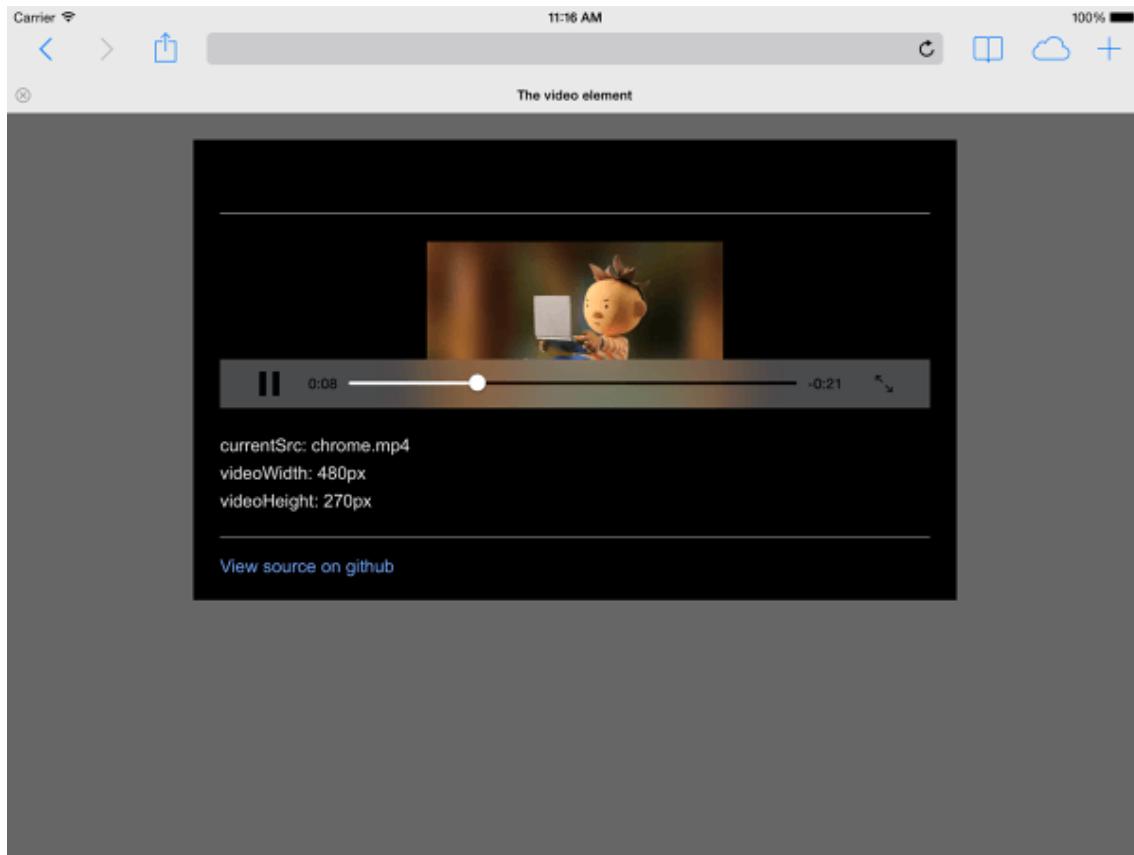 Carrier 11:16 AM 100%
The video element
0:08 -0:21
currentSrc: chrome.mp4
videoWidth: 480px
videoHeight: 270px
View source on github